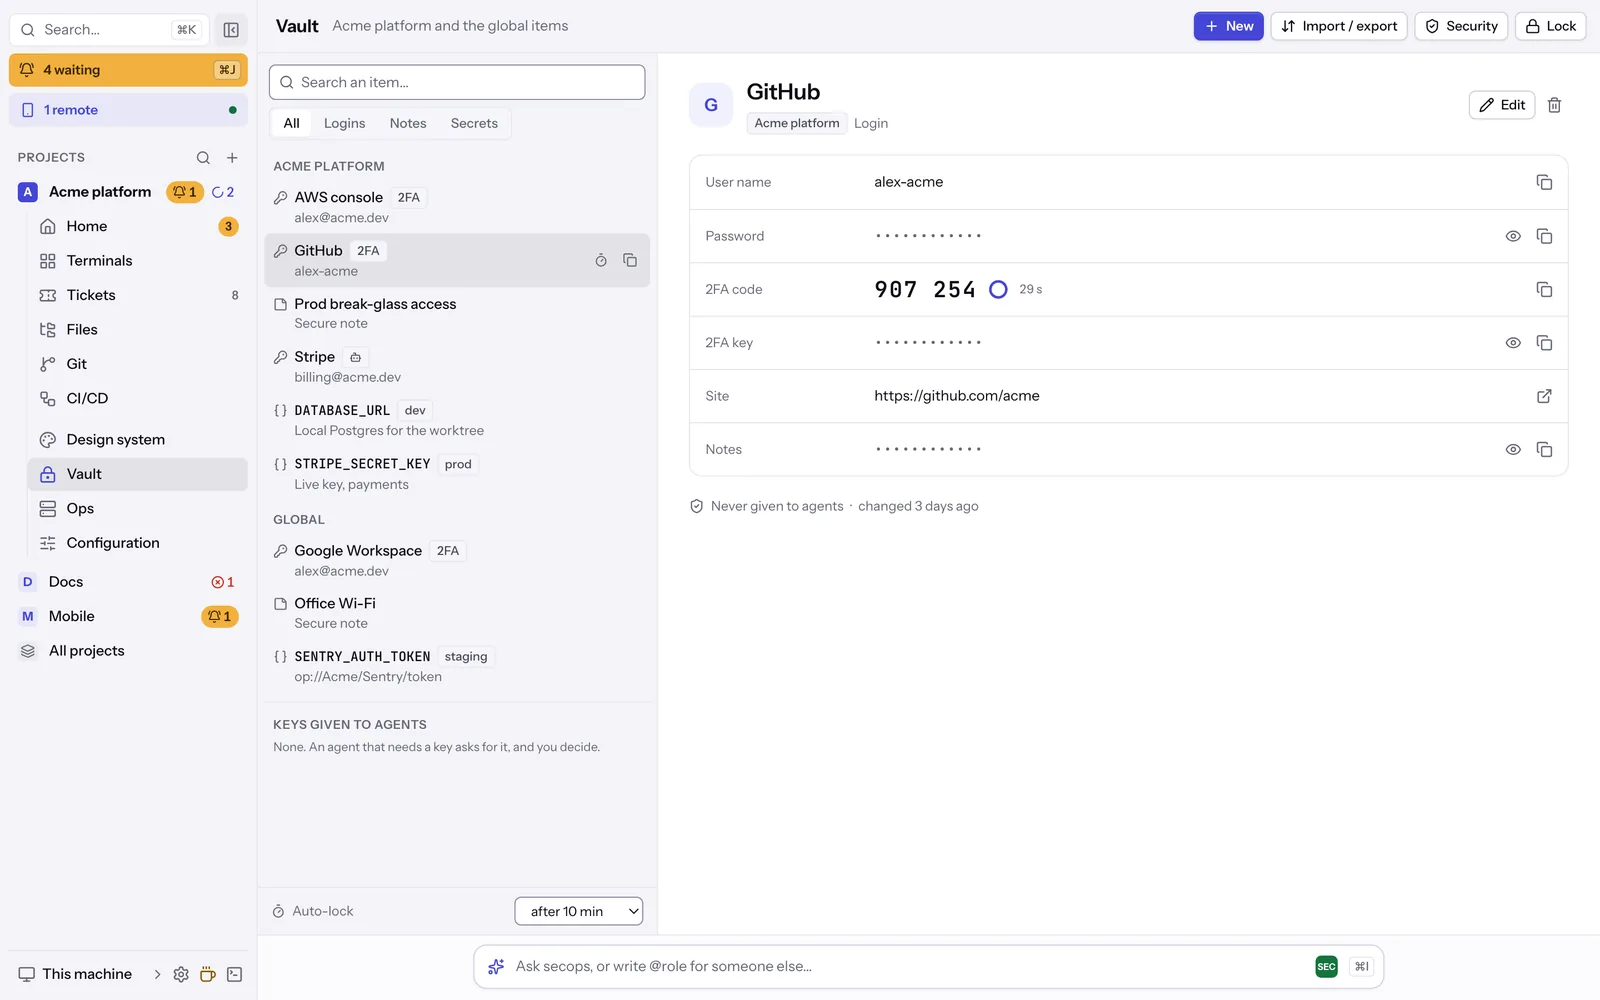 Search... ⌘K
4 waiting ⌘J
1 remote
PROJECTS
A Acme platform 1 2
Home 3
Terminals
Tickets 8
Files
Git
CI/CD
Design system
Vault
Ops
Configuration
D Docs 1
M Mobile 1
All projects
This machine
Vault Acme platform and the global items
New Import / export Security Lock
Search an item...
All Logins Notes Secrets
ACME PLATFORM
AWS console 2FA
alex@acme.dev
GitHub 2FA
alex-acme
Prod break-glass access
Secure note
Stripe
billing@acme.dev
{} DATABASE_URL dev
Local Postgres for the worktree
{} STRIPE_SECRET_KEY prod
Live key, payments
GLOBAL
Google Workspace 2FA
alex@acme.dev
Office Wi-Fi
Secure note
{} SENTRY_AUTH_TOKEN staging
op://Acme/Sentry/token
KEYS GIVEN TO AGENTS
None. An agent that needs a key asks for it, and you decide.
Auto-lock after 10 min
G GitHub
Acme platform Login
Edit
User name alex-acme
Password ••••••••••••
2FA code 907 254 29 s
2FA key ••••••••••••
Site https://github.com/acme
Notes ••••••••••••
Never given to agents · changed 3 days ago
Ask secops, or write @role for someone else... SEC ⌘I